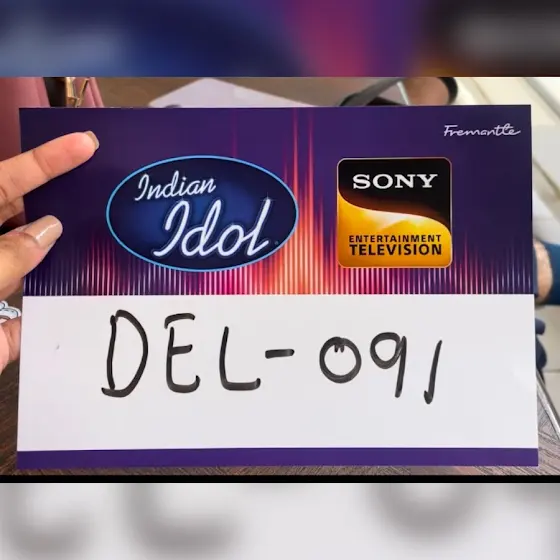 Fremantle
Indian
Idol
SONY
ENTERTAINMENT
TELEVISION
DEL-091